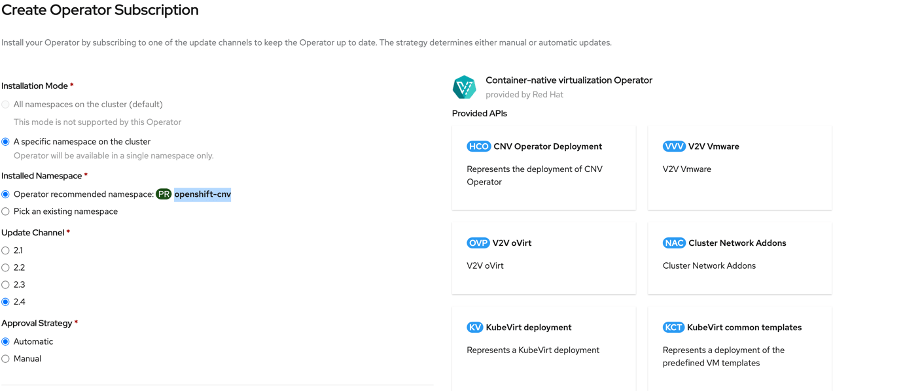 Create Operator Subscription
Install your Operator by subscribing to one of the update channels to keep the Operator up to date. The strategy determines either manual or automatic updates.
Installation Mode *
All namespaces on the cluster (default)
This mode is not supported by this Operator
A specific namespace on the cluster
Operator will be available in a single namespace only.
Installed Namespace *
Operator recommended namespace: PR openshift-cnv
Pick an existing namespace
Update Channel *
2.1
2.2
2.3
2.4
Approval Strategy *
Automatic
Manual
Container-native virtualization Operator
provided by Red Hat
Provided APIs
HCO CNV Operator Deployment
Represents the deployment of CNV
Operator
VVV V2V Vmware
V2V Vmware
OVP V2V oVirt
V2V oVirt
NAC Cluster Network Addons
Cluster Network Addons
KV KubeVirt deployment
Represents a KubeVirt deployment
KCT KubeVirt common templates
Represents a deployment of the
predefined VM templates